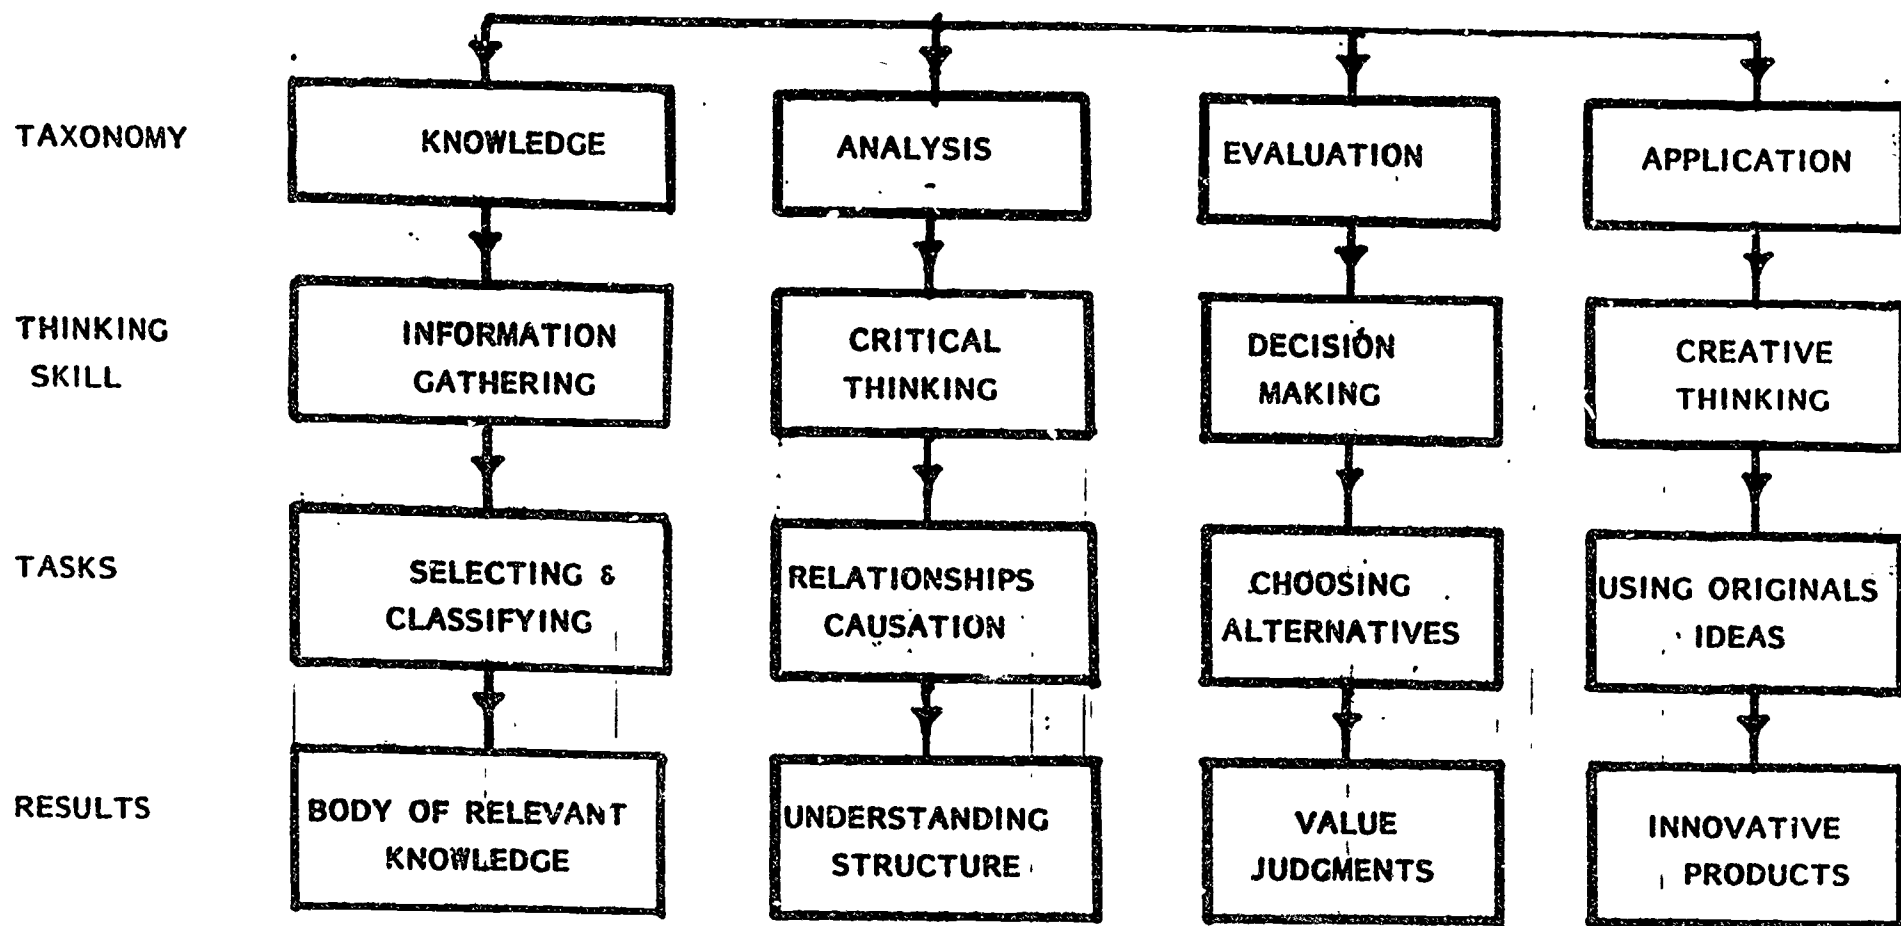 TAXONOMY
KNOWLEDGE
ANALYSIS
EVALUATION
APPLICATION
THINKING
SKILL
INFORMATION
GATHERING
CRITICAL
THINKING
DECISION
MAKING
CREATIVE
THINKING
TASKS
SELECTING &
CLASSIFYING
RELATIONSHIPS
CAUSATION
CHOOSING
ALTERNATIVES
USING ORIGINALS
IDEAS
RESULTS
BODY OF RELEVANT
KNOWLEDGE
UNDERSTANDING
STRUCTURE
VALUE
JUDGMENTS
INNOVATIVE
PRODUCTS